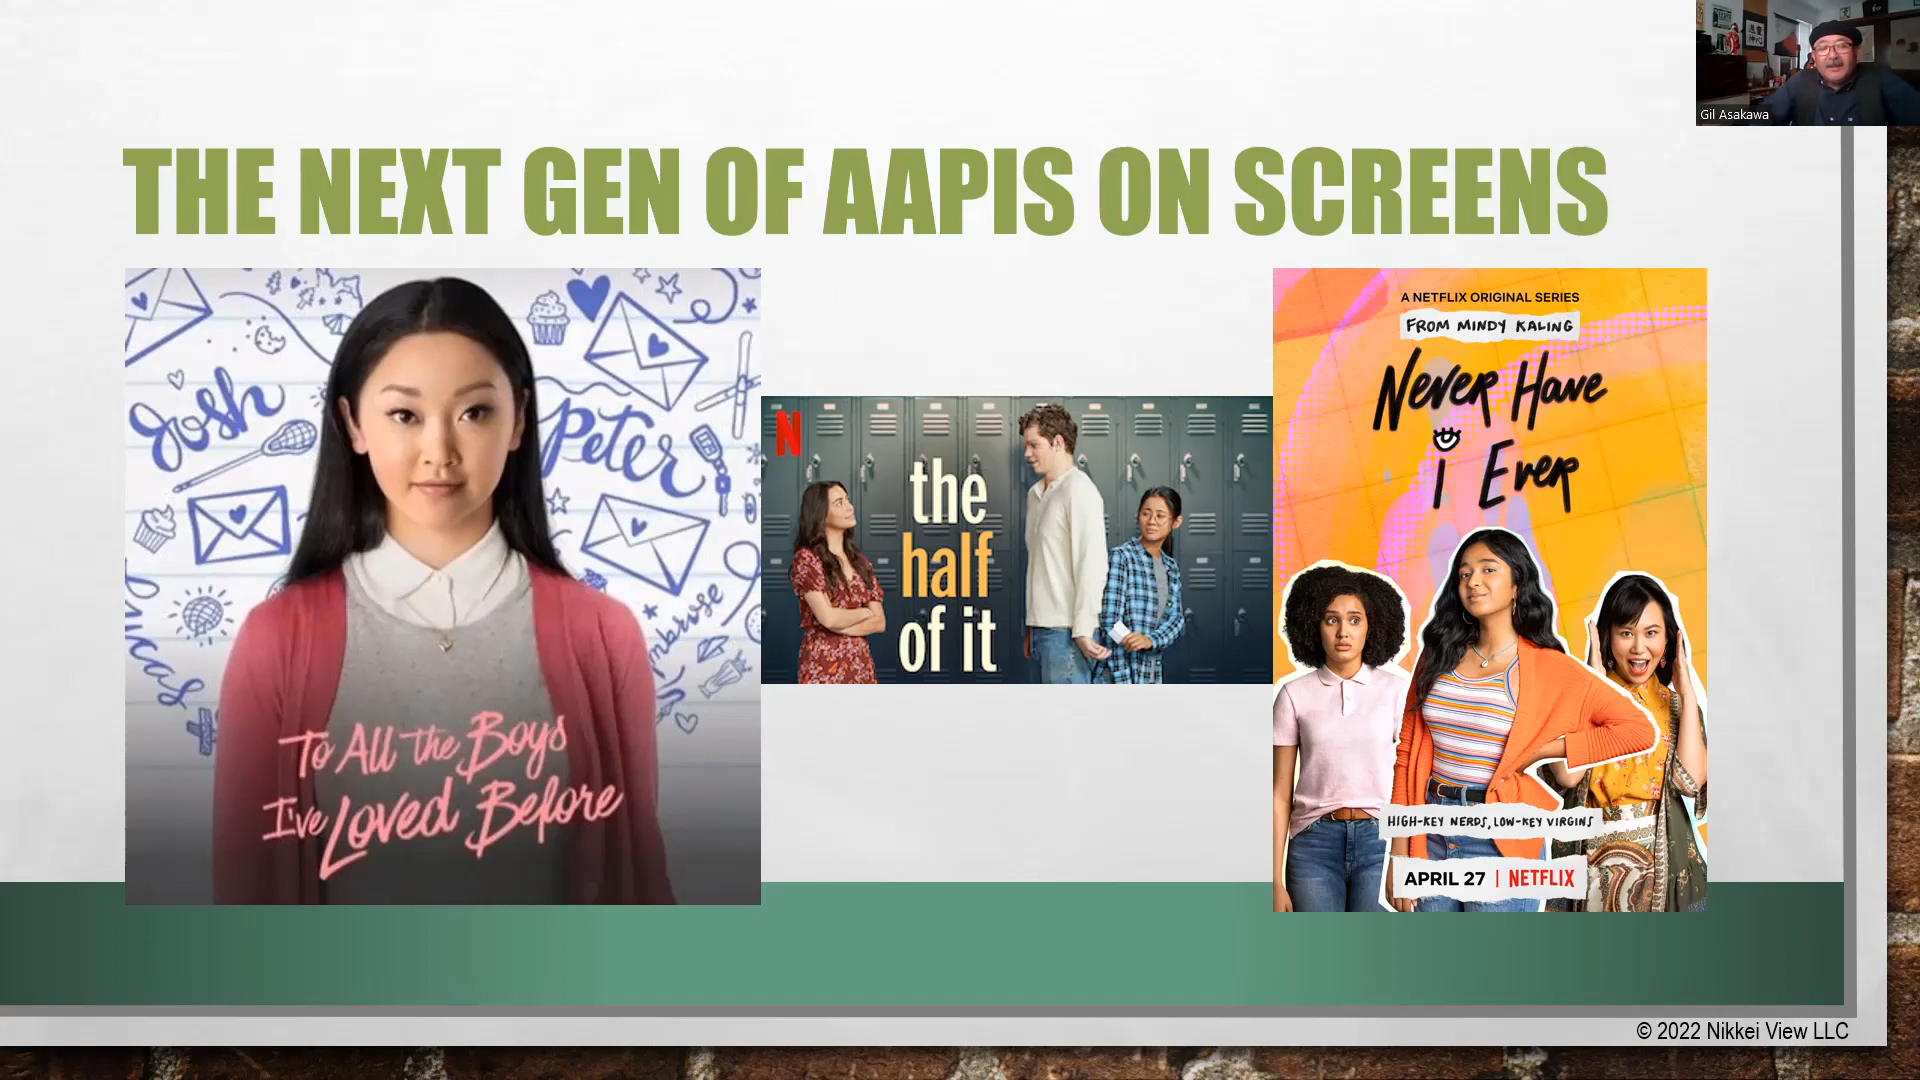 Gil Asakawa
THE NEXT GEN OF AAPIS ON SCREENS
Josh
Peter
Lucas
To All the Boys
I've Loved Before
N
the
half
of it
A NETFLIX ORIGINAL SERIES
FROM MINDY KALING
Never Have
I Ever
HIGH-KEY NERDS, LOW-KEY VIRGINS
APRIL 27 | NETFLIX
© 2022 Nikkei View LLC